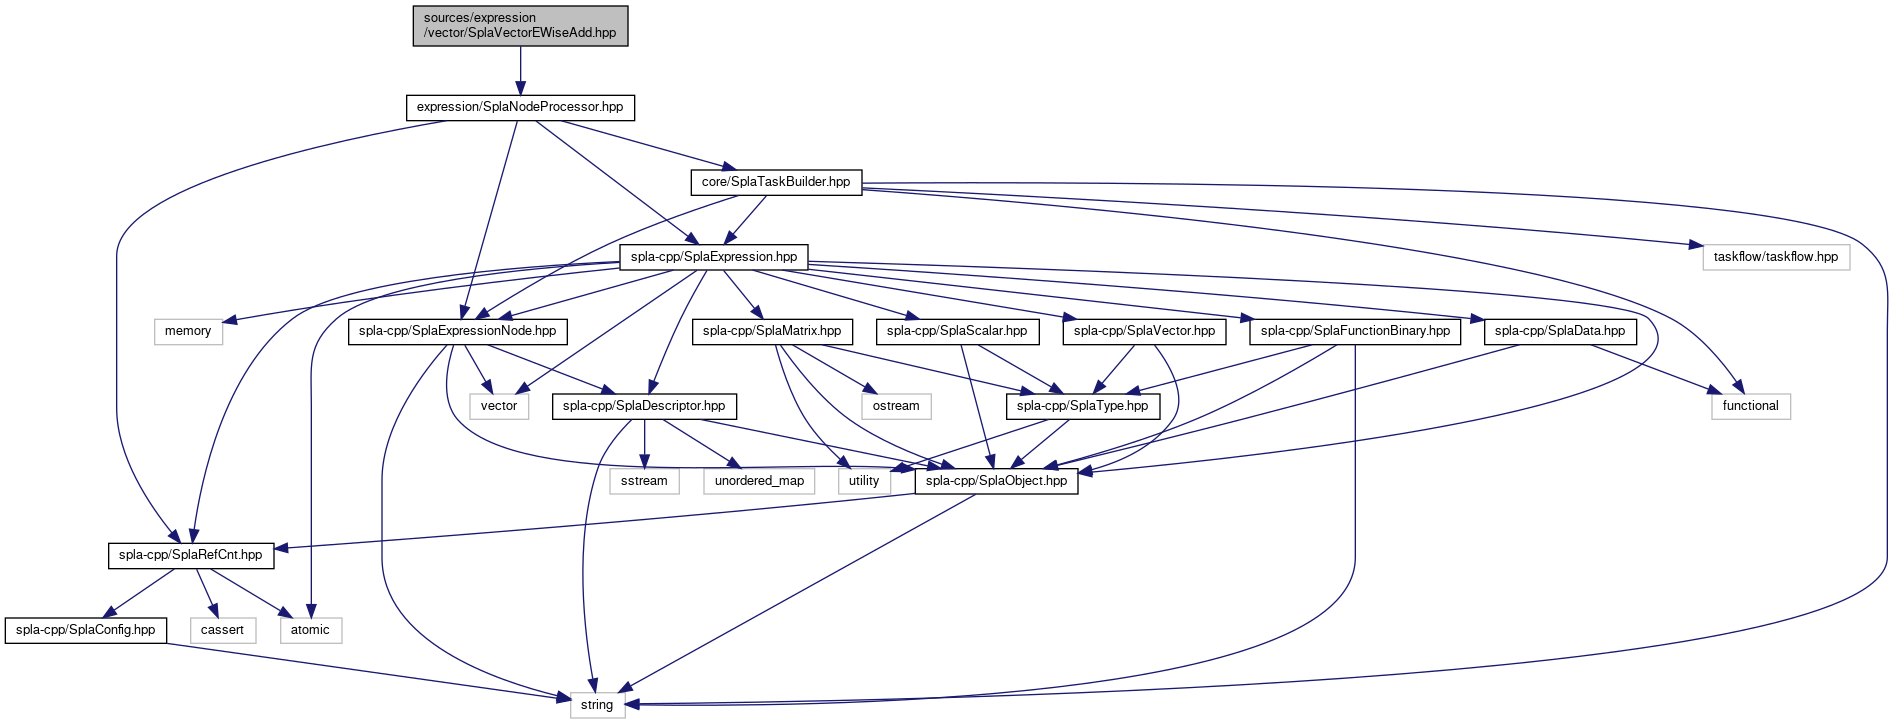 sources/expression
/vector/SplaVectorEWiseAdd.hpp
expression/SplaNodeProcessor.hpp
core/SplaTaskBuilder.hpp
spla-cpp/SplaExpression.hpp
taskflow/taskflow.hpp
memory
spla-cpp/SplaExpressionNode.hpp
spla-cpp/SplaMatrix.hpp
spla-cpp/SplaScalar.hpp
spla-cpp/SplaVector.hpp
spla-cpp/SplaFunctionBinary.hpp
spla-cpp/SplaData.hpp
vector
spla-cpp/SplaDescriptor.hpp
ostream
spla-cpp/SplaType.hpp
functional
sstream
unordered_map
utility
spla-cpp/SplaObject.hpp
spla-cpp/SplaRefCnt.hpp
spla-cpp/SplaConfig.hpp
cassert
atomic
string